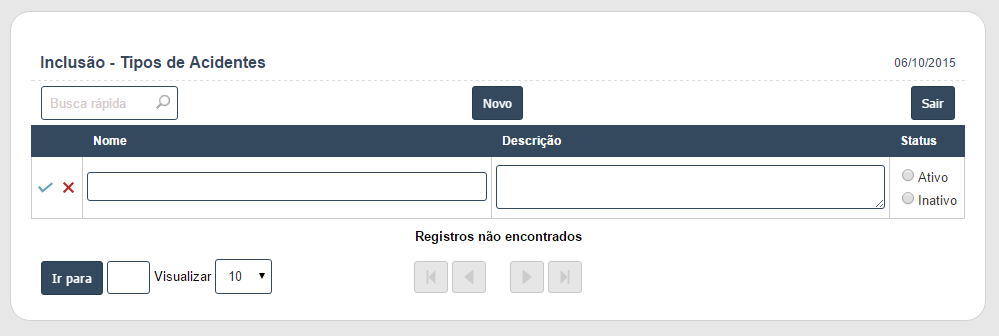 Inclusão - Tipos de Acidentes 06/10/2015
Busca rápida Novo Sair
Nome Descrição Status
Ativo
Inativo
Registros não encontrados
Ir para Visualizar 10